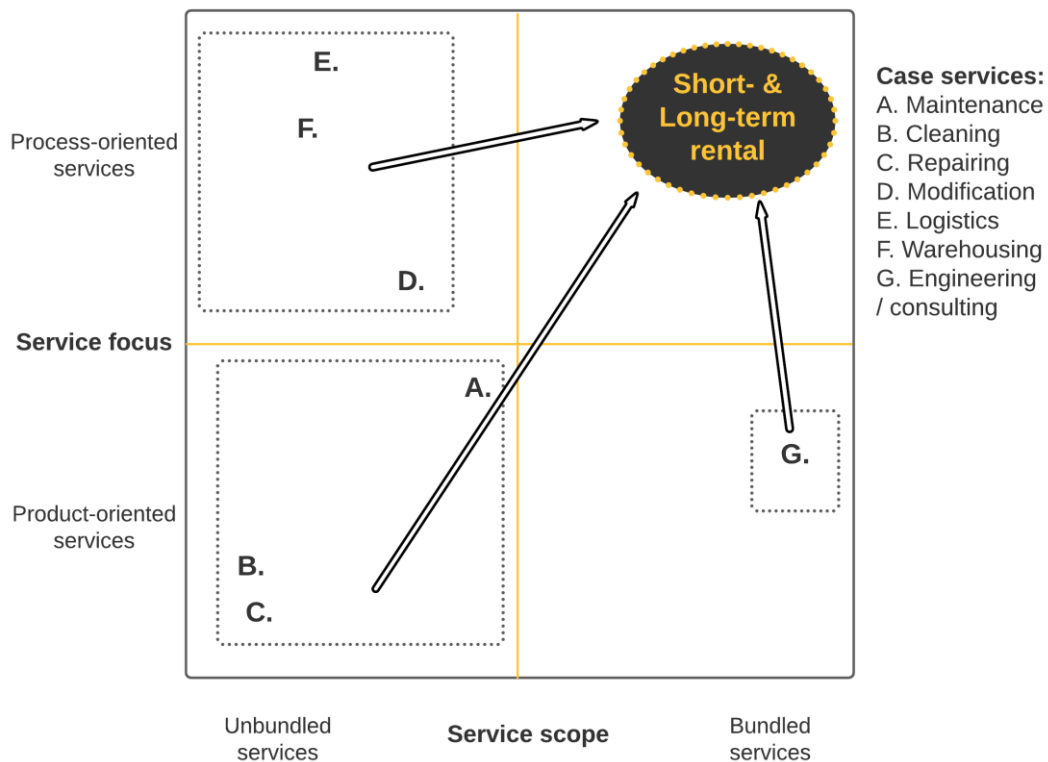 E.
Short- &
Long-term
rental
F.
D.
Process-oriented
services
Service focus
A.
G.
B.
C.
Product-oriented
services
Unbundled
services
Service scope
Bundled
services
Case services:
A. Maintenance
B. Cleaning
C. Repairing
D. Modification
E. Logistics
F. Warehousing
G. Engineering
/ consulting